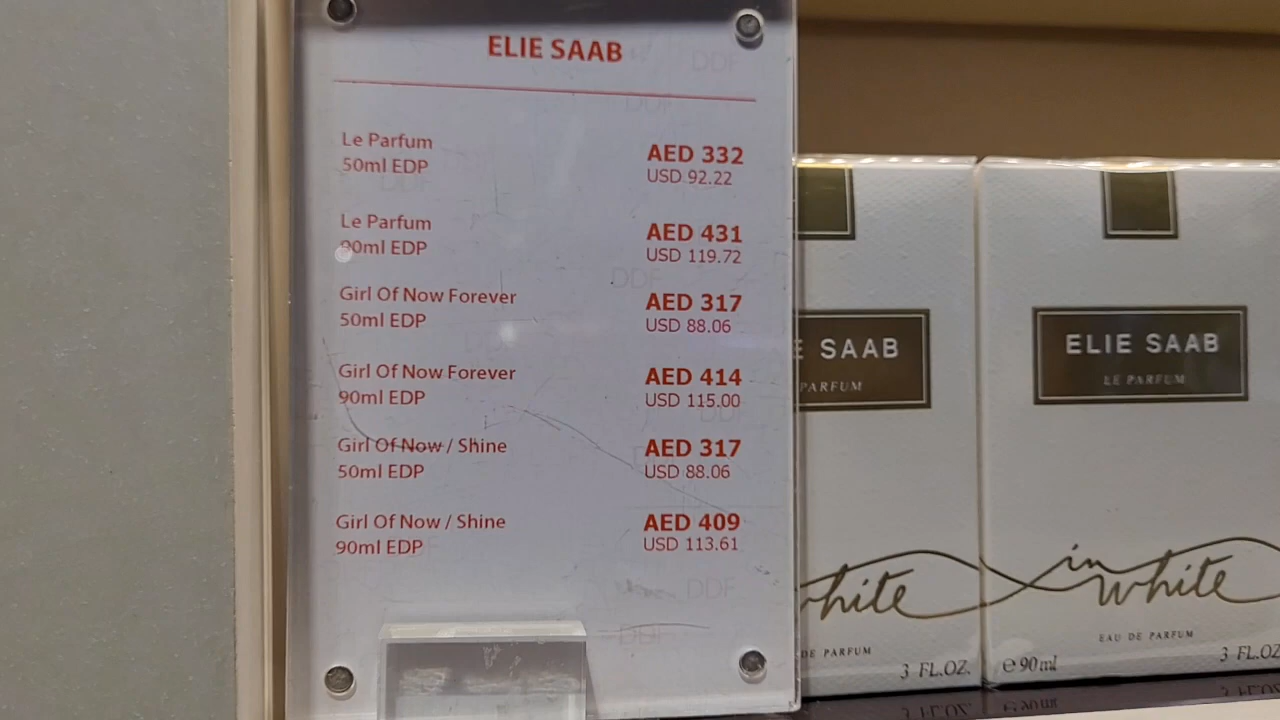 ELIE SAAB
Le Parfum
50ml EDP
AED 332
USD 92.22
Le Parfum
90ml EDP
AED 431
USD 119.72
Girl Of Now Forever
50ml EDP
AED 317
USD 88.06
Girl Of Now Forever
90ml EDP
AED 414
USD 115.00
Girl Of Now / Shine
50ml EDP
AED 317
USD 88.06
Girl Of Now / Shine
90ml EDP
AED 409
USD 113.61
SAAB
PARFUM
DE PARFUM
3 FL.OZ.
ELIE SAAB
LE PARFUM
in
white
EAU DE PARFUM
℮ 90ml
3 FL.OZ
DDF
DDF
DDF
DDF